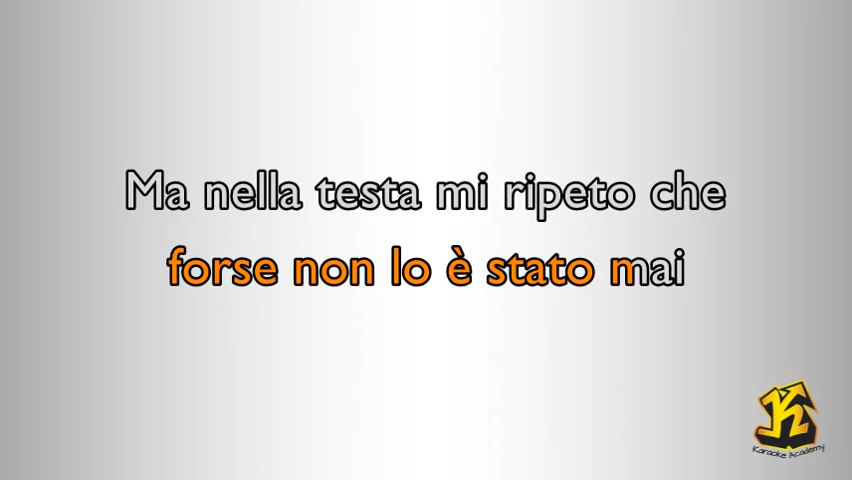 Ma nella testa mi ripeto che
forse non lo è stato mai
K
Karaoke Academy